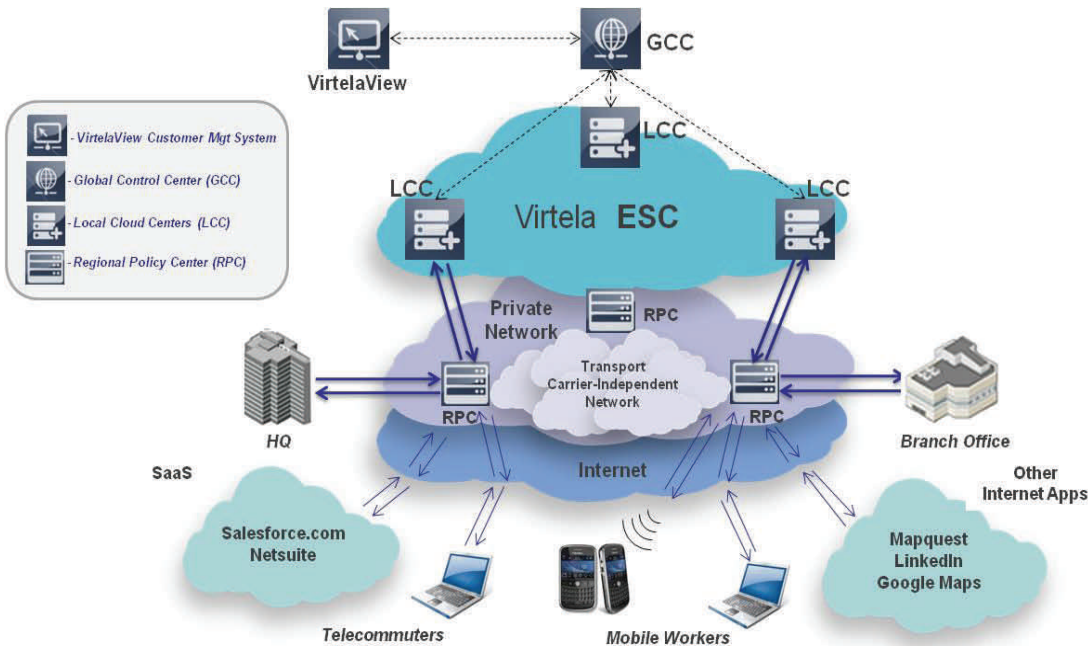 GCC
VirtelaView
LCC
- VirtelaView Customer Mgt System
- Global Control Center (GCC)
- Local Cloud Centers (LCC)
- Regional Policy Center (RPC)
LCC
LCC
Virtela ESC
Private
Network
RPC
Transport
Carrier-Independent
Network
RPC
RPC
HQ
Branch Office
Internet
SaaS
Other
Internet Apps
Salesforce.com
Netsuite
Mapquest
LinkedIn
Google Maps
Telecommuters
Mobile Workers